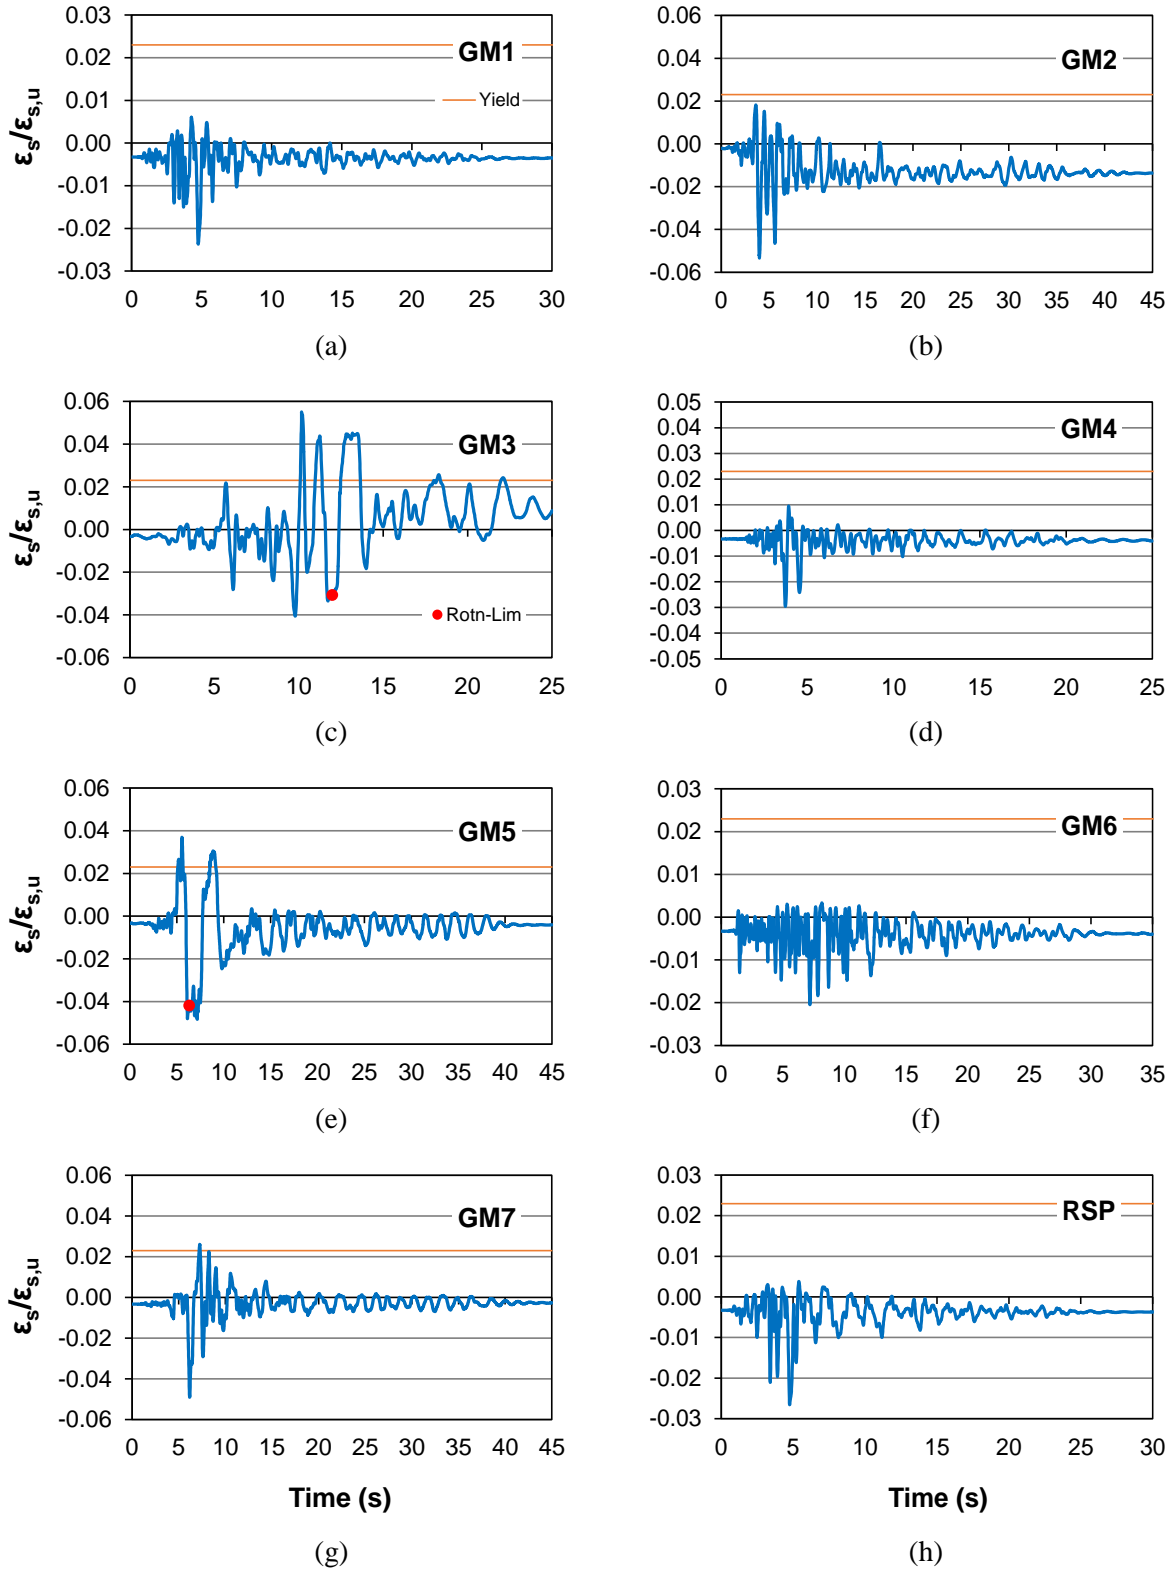 0.03
0.02
0.01
0.00
-0.01
-0.02
-0.03
εs/εs,u
GM1
Yield
0 5 10 15 20 25 30
(a)
0.06
0.04
0.02
0.00
-0.02
-0.04
-0.06
GM2
0 5 10 15 20 25 30 35 40 45
(b)
0.06
0.04
0.02
0.00
-0.02
-0.04
-0.06
εs/εs,u
GM3
Rotn-Lim
0 5 10 15 20 25
(c)
0.05
0.04
0.03
0.02
0.01
0.00
-0.01
-0.02
-0.03
-0.04
-0.05
GM4
0 5 10 15 20 25
(d)
0.06
0.04
0.02
0.00
-0.02
-0.04
-0.06
εs/εs,u
GM5
0 5 10 15 20 25 30 35 40 45
(e)
0.03
0.02
0.01
0.00
-0.01
-0.02
-0.03
GM6
0 5 10 15 20 25 30 35
(f)
0.06
0.04
0.02
0.00
-0.02
-0.04
-0.06
εs/εs,u
GM7
0 5 10 15 20 25 30 35 40 45
Time (s)
(g)
0.03
0.02
0.01
0.00
-0.01
-0.02
-0.03
RSP
0 5 10 15 20 25 30
Time (s)
(h)